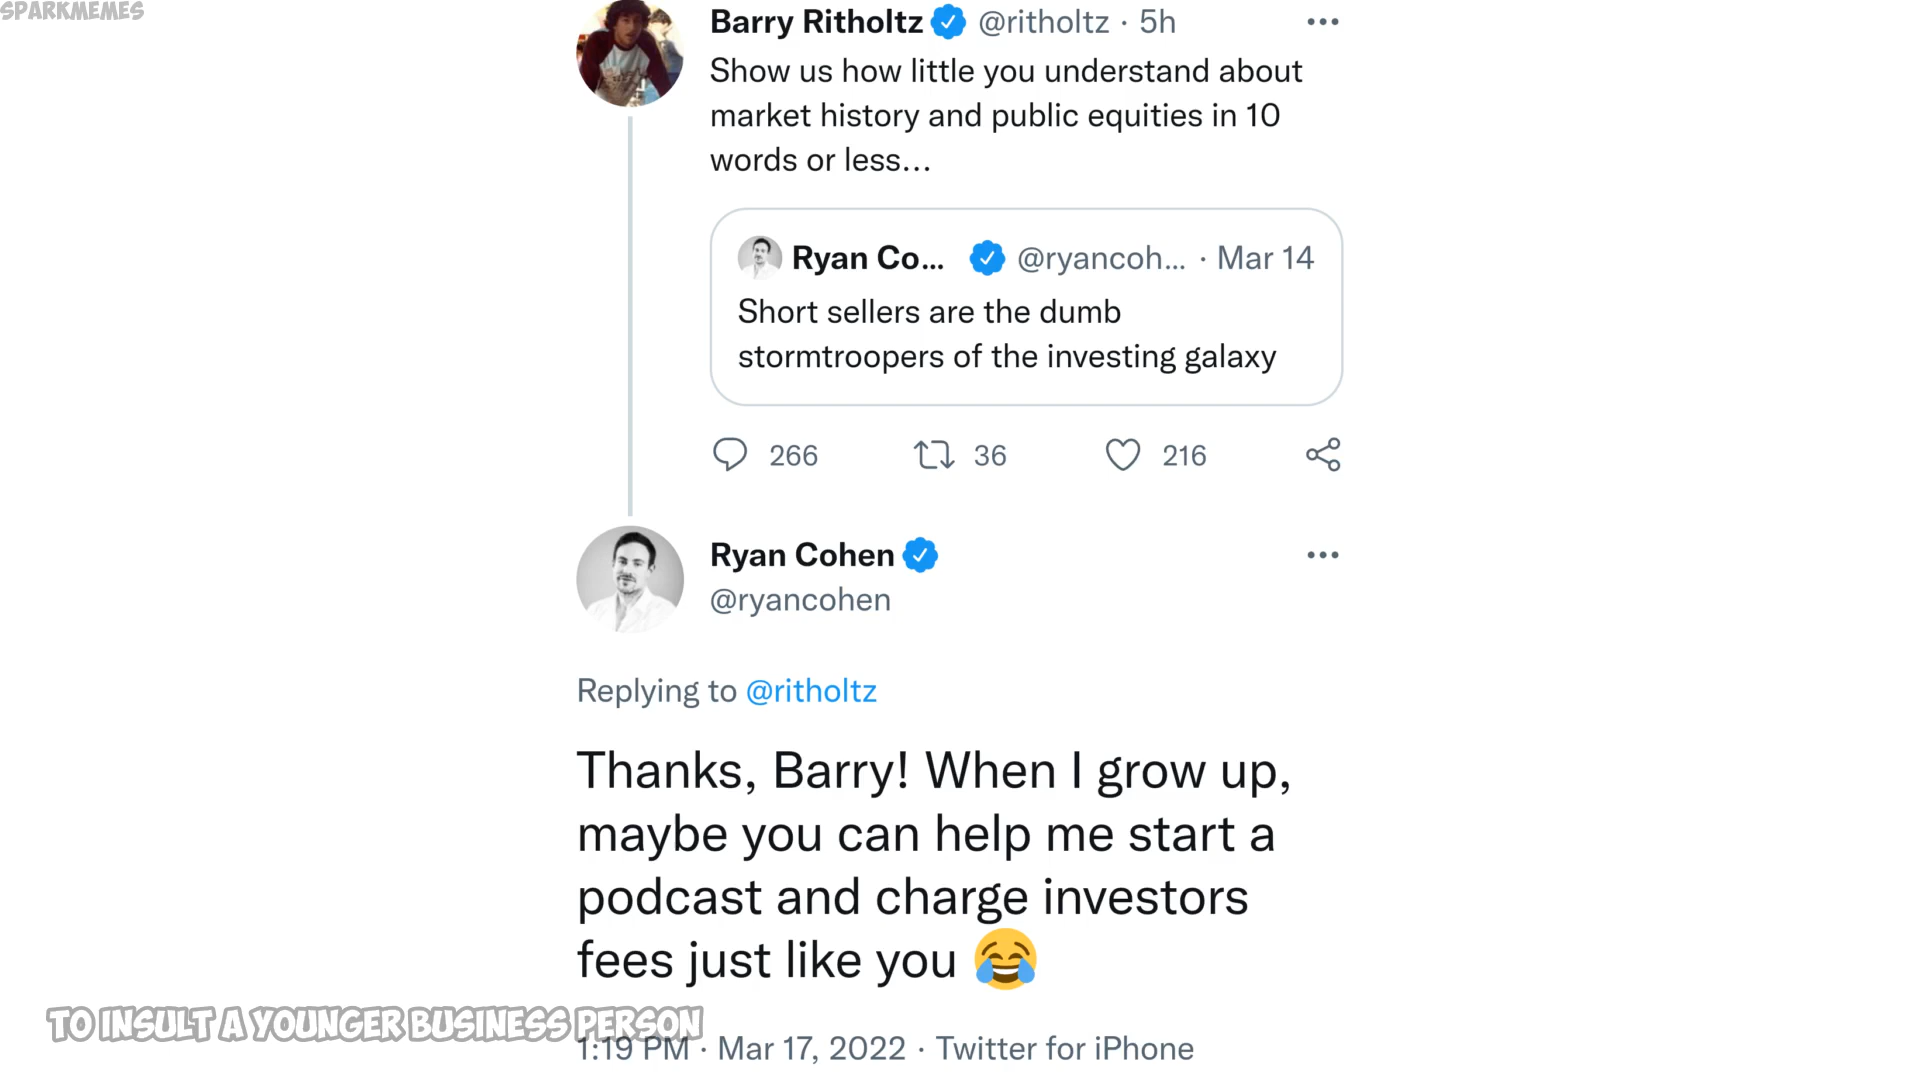 SPARKMEMES
Barry Ritholtz @ritholtz · 5h
Show us how little you understand about
market history and public equities in 10
words or less...
Ryan Co... @ryancoh... · Mar 14
Short sellers are the dumb
stormtroopers of the investing galaxy
266 36 216
Ryan Cohen
@ryancohen
Replying to @ritholtz
Thanks, Barry! When I grow up,
maybe you can help me start a
podcast and charge investors
fees just like you 😂
TO INSULT A YOUNGER BUSINESS PERSON
1:19 PM · Mar 17, 2022 · Twitter for iPhone